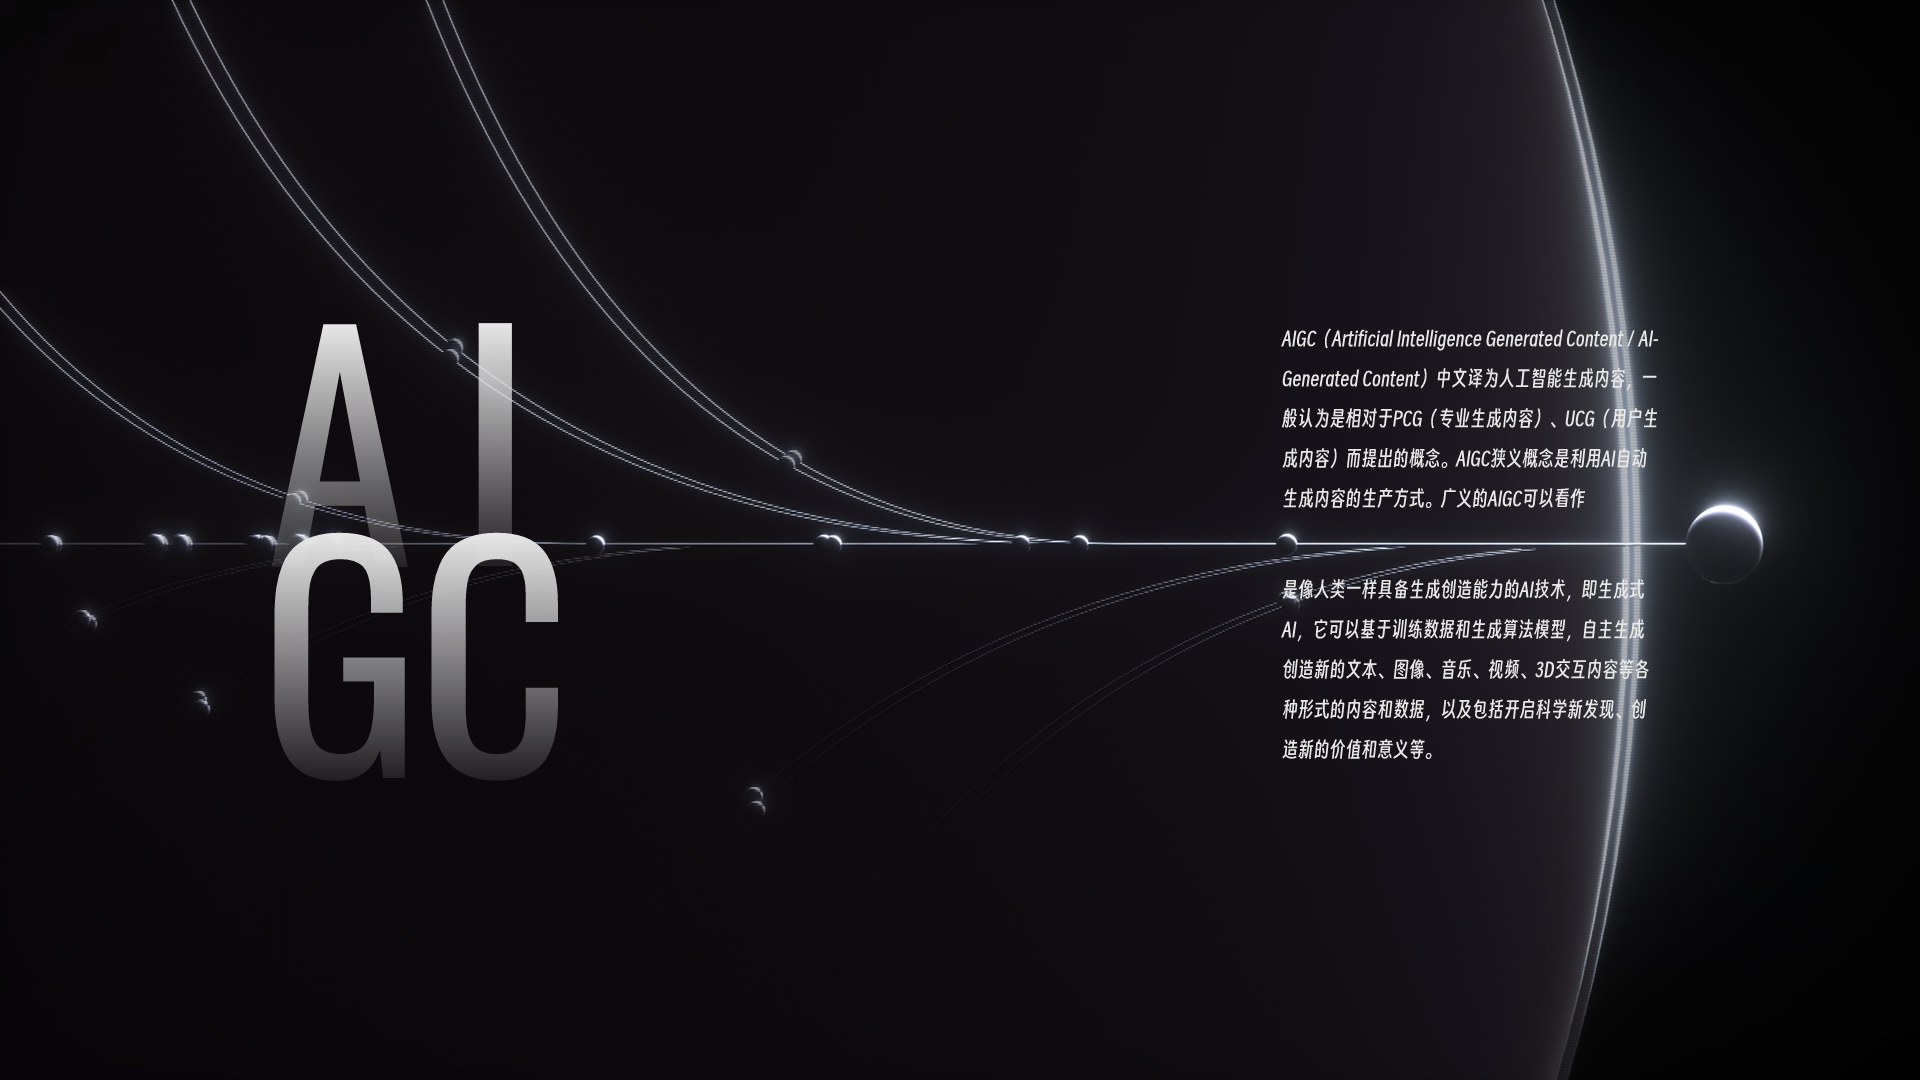 AI
GC
AIGC（Artificial Intelligence Generated Content / AI-
Generated Content）中文译为人工智能生成内容，一
般认为是相对于PCG（专业生成内容）、UCG（用户生
成内容）而提出的概念。AIGC狭义概念是利用AI自动
生成内容的生产方式。广义的AIGC可以看作
是像人类一样具备生成创造能力的AI技术，即生成式
AI，它可以基于训练数据和生成算法模型，自主生成
创造新的文本、图像、音乐、视频、3D交互内容等各
种形式的内容和数据，以及包括开启科学新发现、创
造新的价值和意义等。